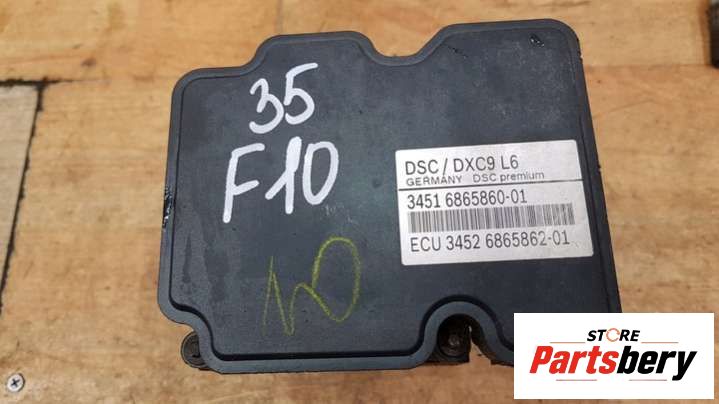 35
F10
DSC/DXC9 L6
GERMANY DSC premium
3451 6865860-01
ECU 3452 6865862-01
STORE
Partsbery